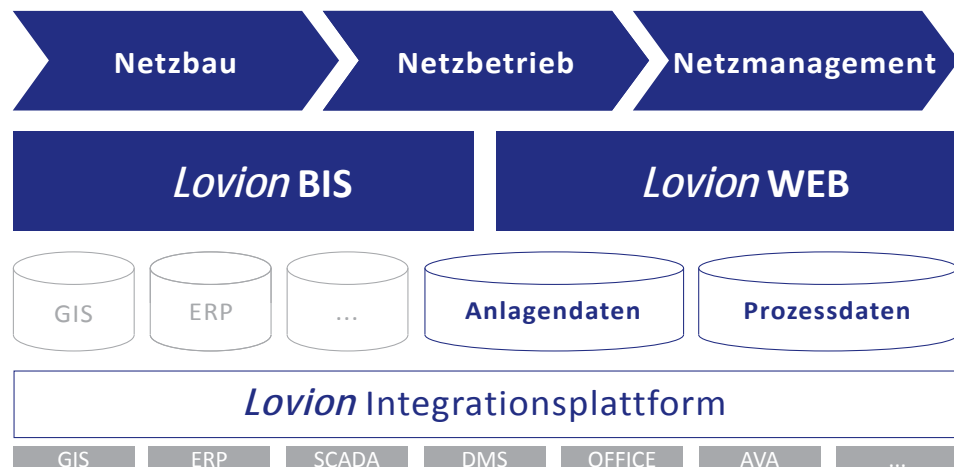 Netzbau Netzbetrieb Netzmanagement
Lovion BIS Lovion WEB
GIS ERP ... Anlagendaten Prozessdaten
Lovion Integrationsplattform
GIS ERP SCADA DMS OFFICE AVA ...